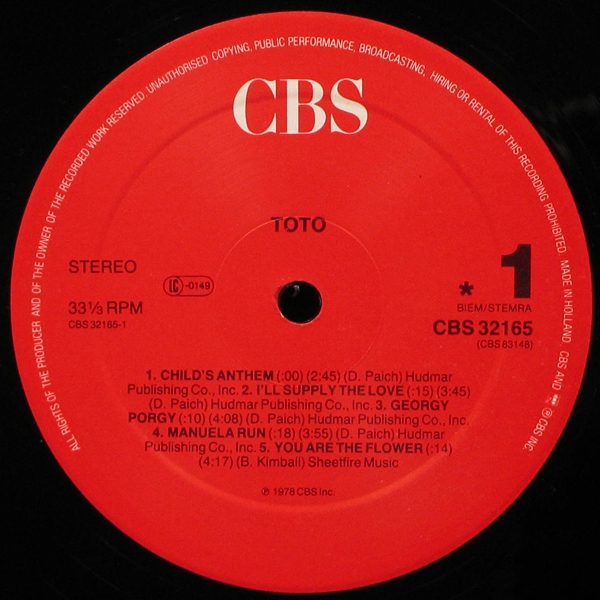 ALL RIGHTS OF THE PRODUCER AND OF THE OWNER OF THE RECORDED WORK RESERVED. UNAUTHORISED COPYING, PUBLIC PERFORMANCE, BROADCASTING, HIRING OR RENTAL OF THIS RECORDING PROHIBITED. MADE IN HOLLAND. CBS AND ℗ © CBS INC.
CBS
TOTO
STEREO
LC -0149
1
*
BIEM/STEMRA
33⅓ RPM
CBS 32165-1
CBS 32165
(CBS 83148)
1. CHILD'S ANTHEM (:00) (2:45) (D. Paich) Hudmar
Publishing Co., Inc. 2. I'LL SUPPLY THE LOVE (:15) (3:45)
(D. Paich) Hudmar Publishing Co., Inc. 3. GEORGY
PORGY (:10) (4:08) (D. Paich) Hudmar Publishing Co., Inc.
4. MANUELA RUN (:18) (3:55) (D. Paich) Hudmar
Publishing Co., Inc. 5. YOU ARE THE FLOWER (:14)
(4:17) (B. Kimball) Sheetfire Music
℗ 1978 CBS Inc.